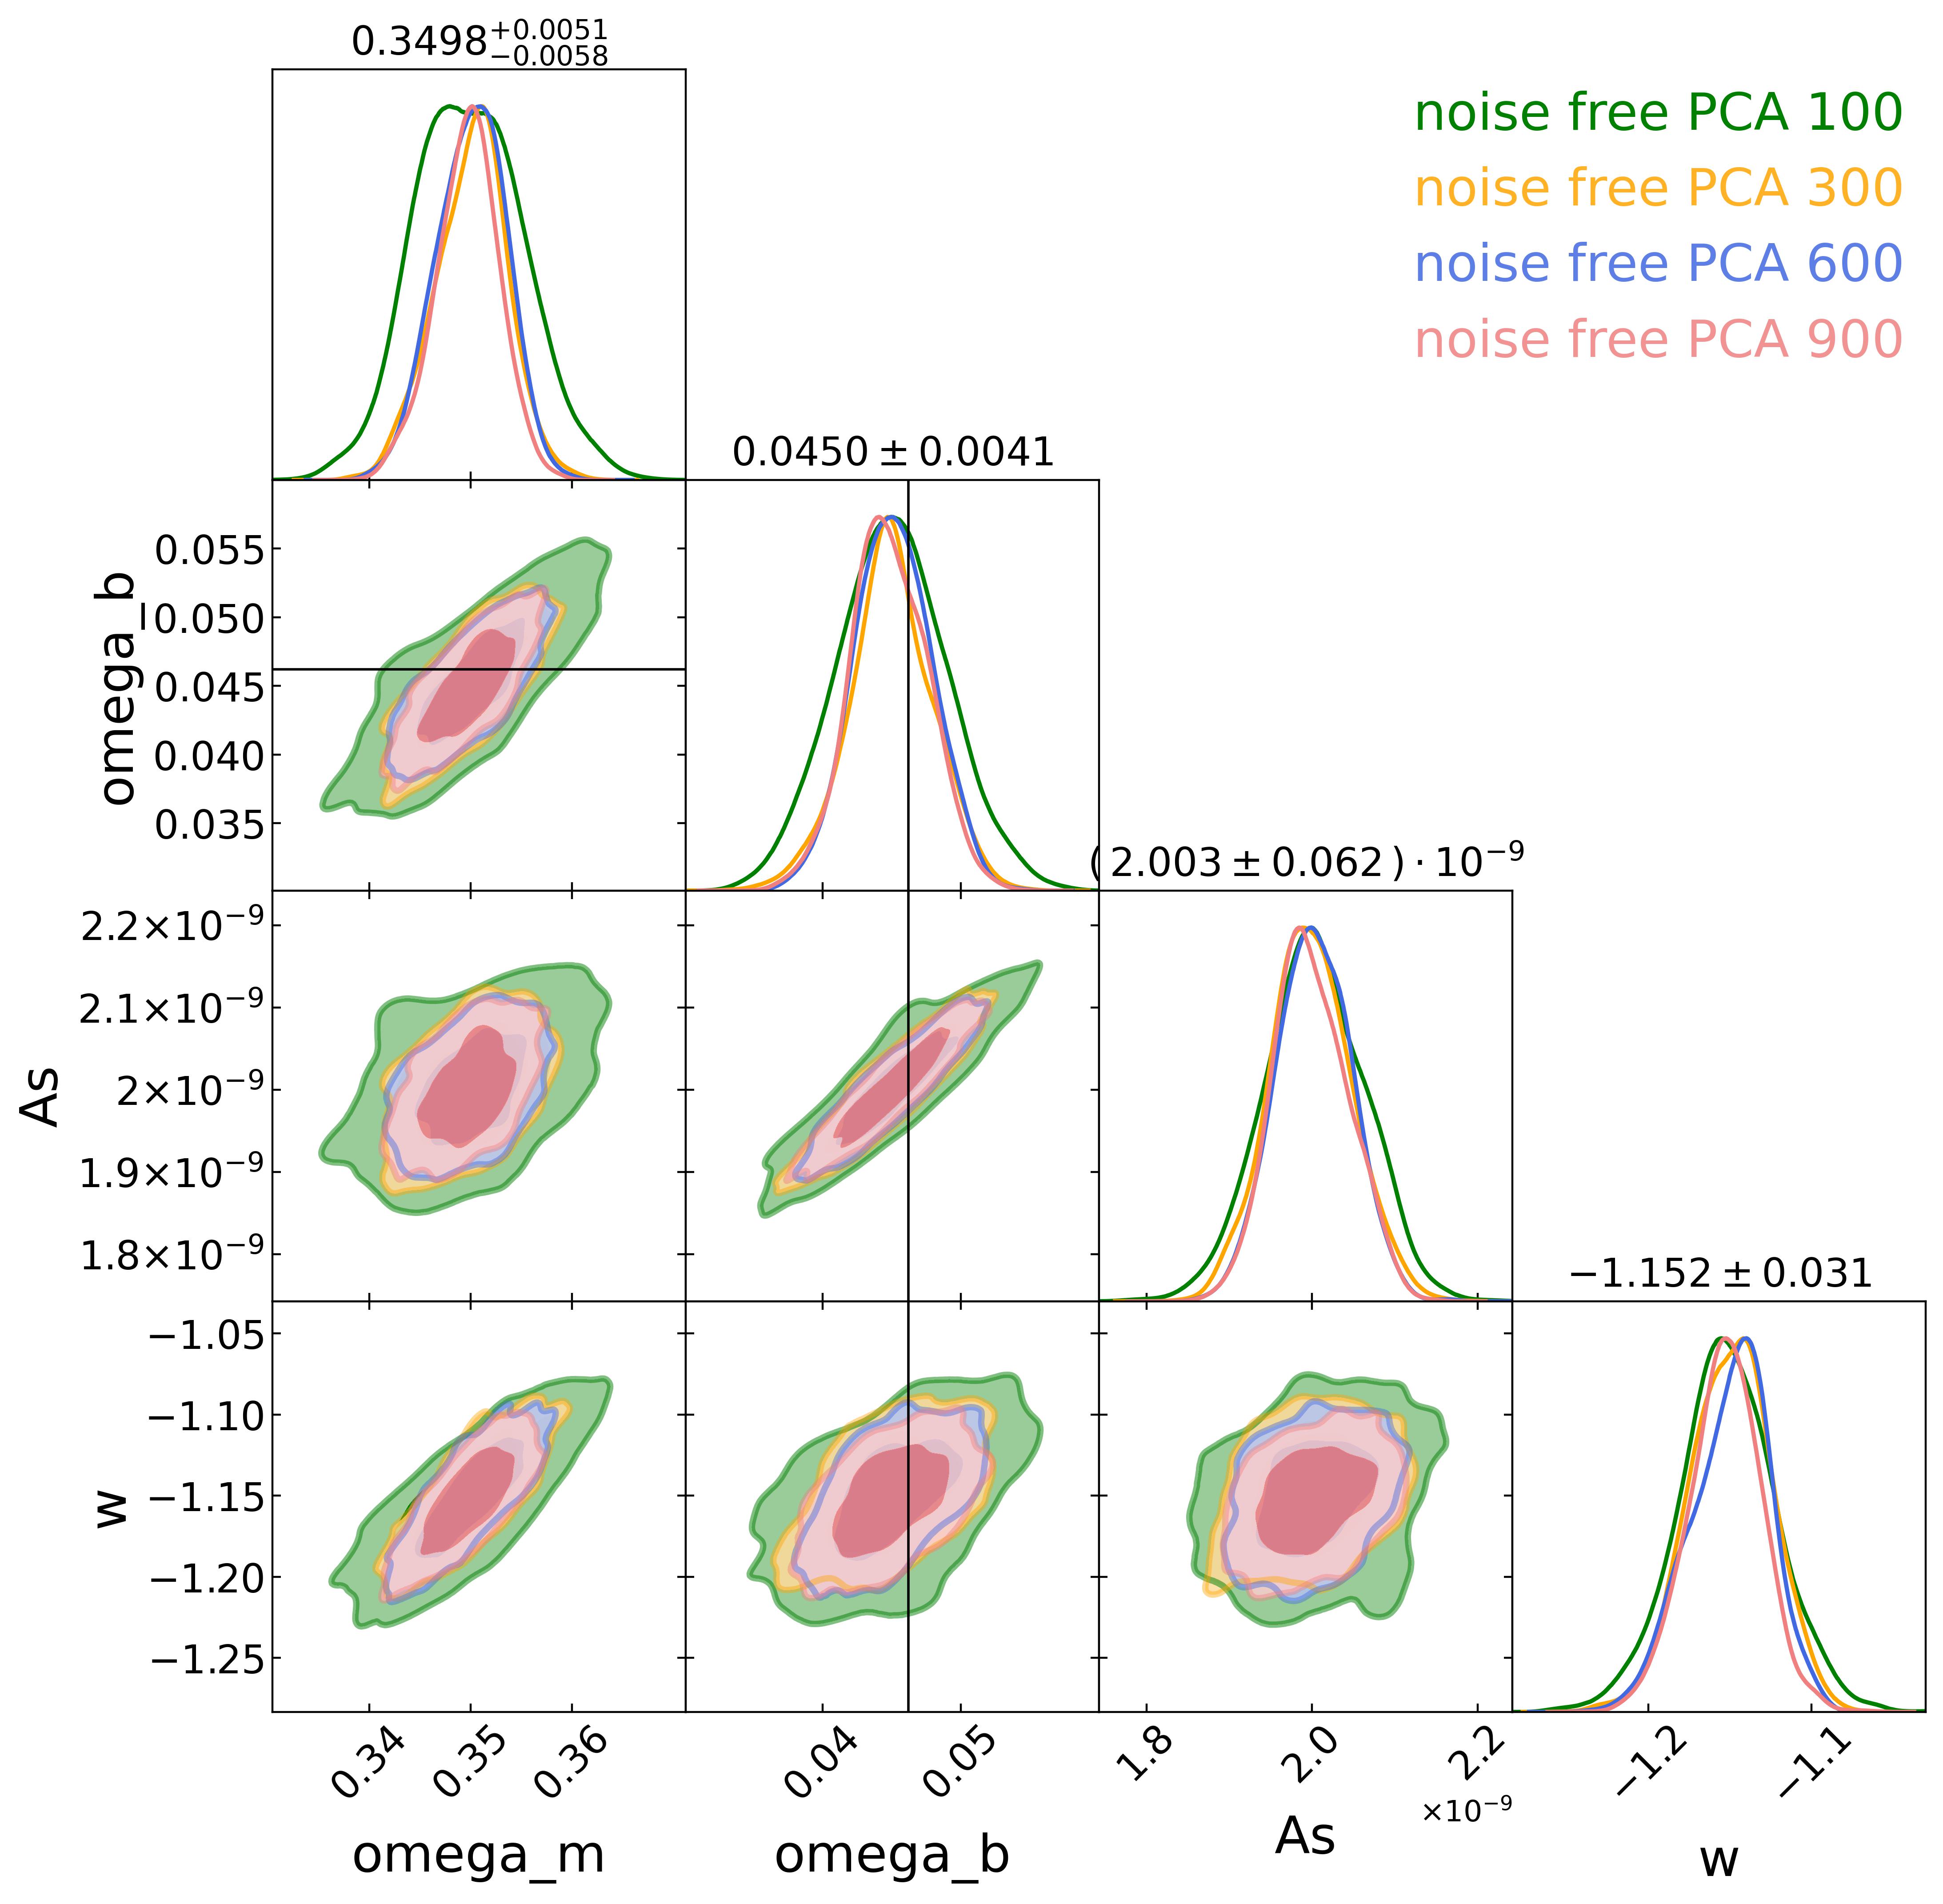 0.3498+0.0051 −0.0058
noise free PCA 100
noise free PCA 300
noise free PCA 600
noise free PCA 900
0.0450 ± 0.0041
omega_b
0.055
0.050
0.045
0.040
0.035
( 2.003 ± 0.062 ) · 10−9
As
2.2×10−9
2.1×10−9
2×10−9
1.9×10−9
1.8×10−9
−1.152 ± 0.031
w
−1.05
−1.10
−1.15
−1.20
−1.25
0.34 0.35 0.36 0.04 0.05 1.8 2.0 2.2 −1.2 −1.1
×10−9
omega_m omega_b As w